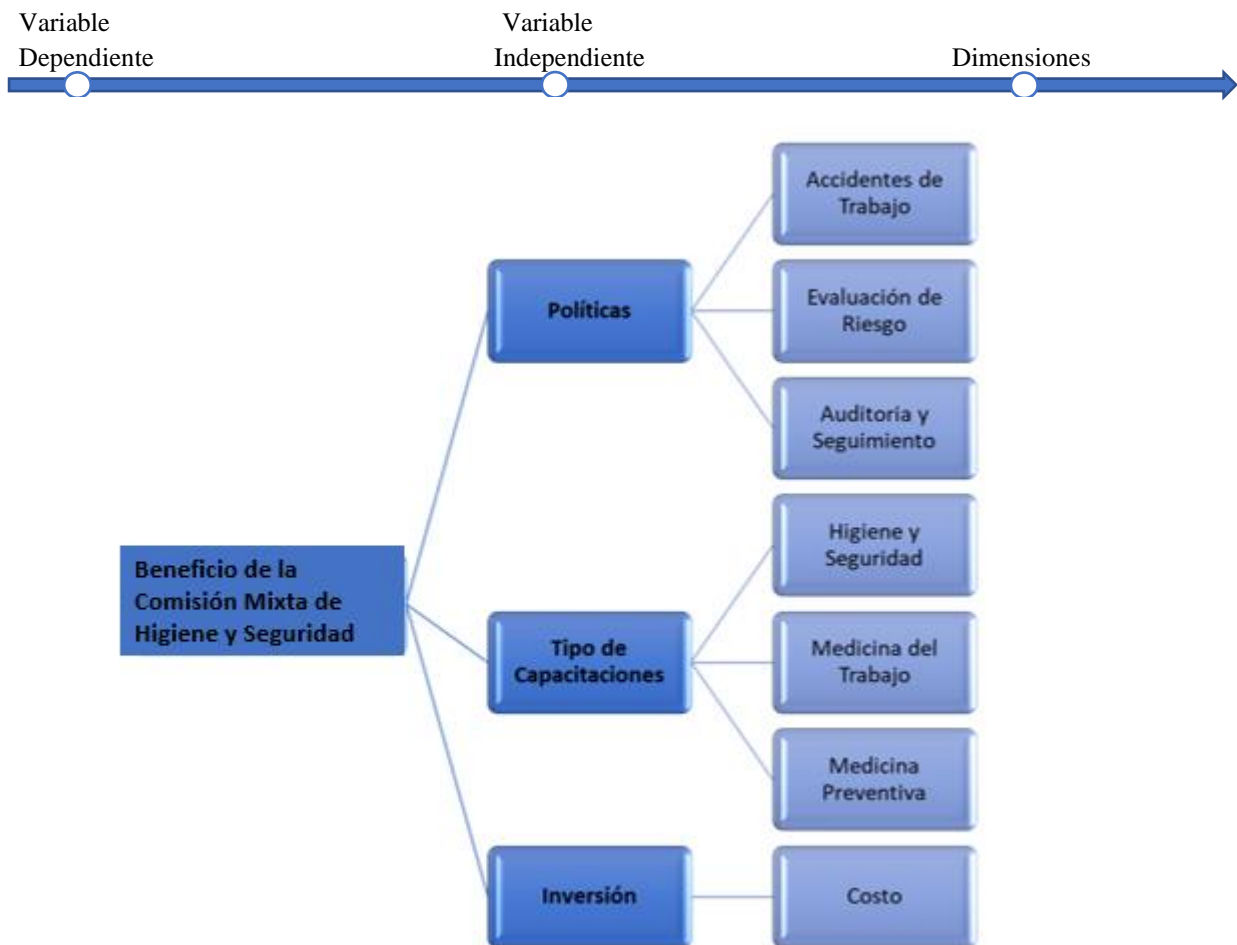 Variable
Dependiente
Variable
Independiente
Dimensiones
Accidentes de
Trabajo
Políticas
Evaluación de
Riesgo
Auditoria y
Seguimiento
Beneficio de la
Comisión Mixta de
Higiene y Seguridad
Higiene y
Seguridad
Tipo de
Capacitaciones
Medicina del
Trabajo
Medicina
Preventiva
Inversión
Costo